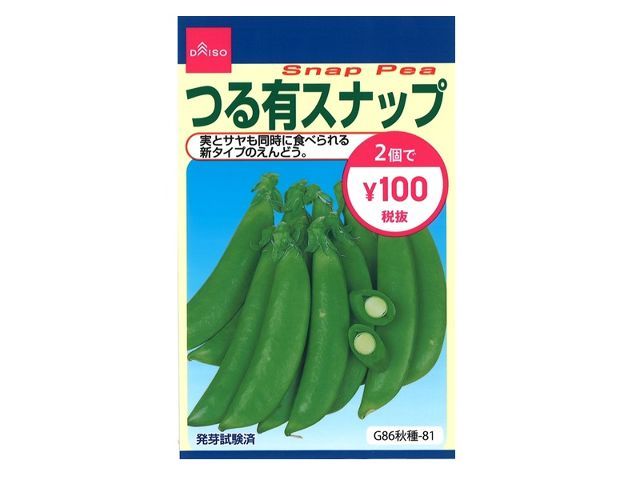 DAISO
Snap Pea
つる有スナップ
実とサヤも同時に食べられる
新タイプのえんどう。
2個で
¥100
税抜
発芽試験済
G86秋種-81